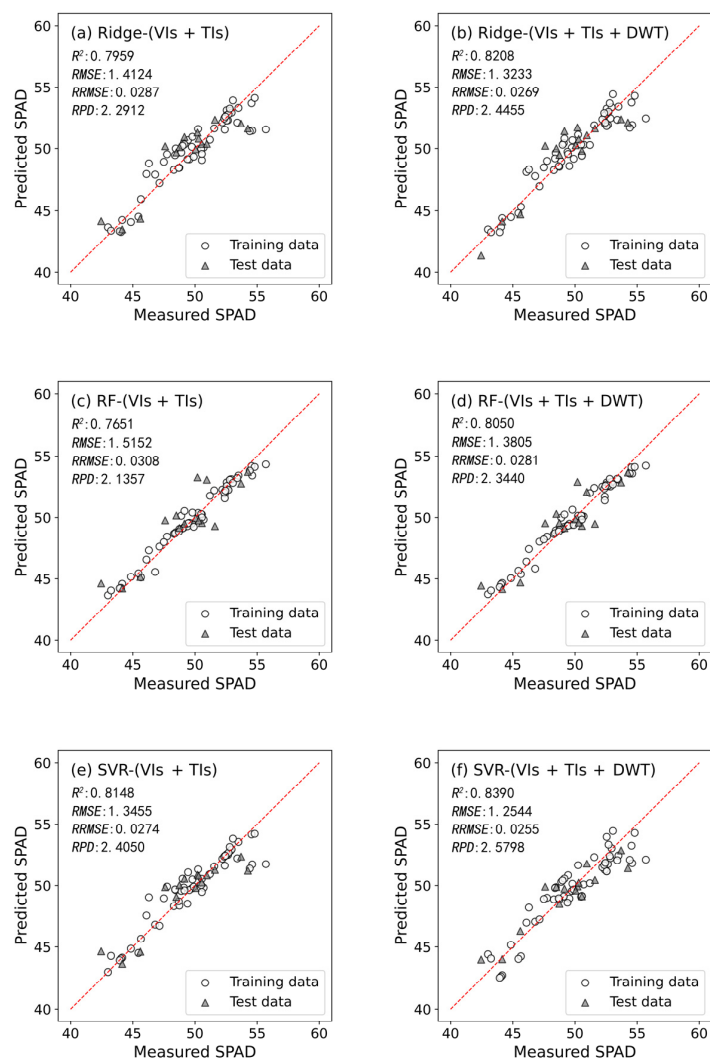 60
(a) Ridge-(VIs + TIs)
R²:0.7959
RMSE:1.4124
RRMSE:0.0287
RPD:2.2912
55
50
45
40
Predicted SPAD
Training data
Test data
40 45 50 55 60
Measured SPAD
60
(b) Ridge-(VIs + TIs + DWT)
R²:0.8208
RMSE:1.3233
RRMSE:0.0269
RPD:2.4455
55
50
45
40
Predicted SPAD
Training data
Test data
40 45 50 55 60
Measured SPAD
60
(c) RF-(VIs + TIs)
R²:0.7651
RMSE:1.5152
RRMSE:0.0308
RPD:2.1357
55
50
45
40
Predicted SPAD
Training data
Test data
40 45 50 55 60
Measured SPAD
60
(d) RF-(VIs + TIs + DWT)
R²:0.8050
RMSE:1.3805
RRMSE:0.0281
RPD:2.3440
55
50
45
40
Predicted SPAD
Training data
Test data
40 45 50 55 60
Measured SPAD
60
(e) SVR-(VIs + TIs)
R²:0.8148
RMSE:1.3455
RRMSE:0.0274
RPD:2.4050
55
50
45
40
Predicted SPAD
Training data
Test data
40 45 50 55 60
Measured SPAD
60
(f) SVR-(VIs + TIs + DWT)
R²:0.8390
RMSE:1.2544
RRMSE:0.0255
RPD:2.5798
55
50
45
40
Predicted SPAD
Training data
Test data
40 45 50 55 60
Measured SPAD